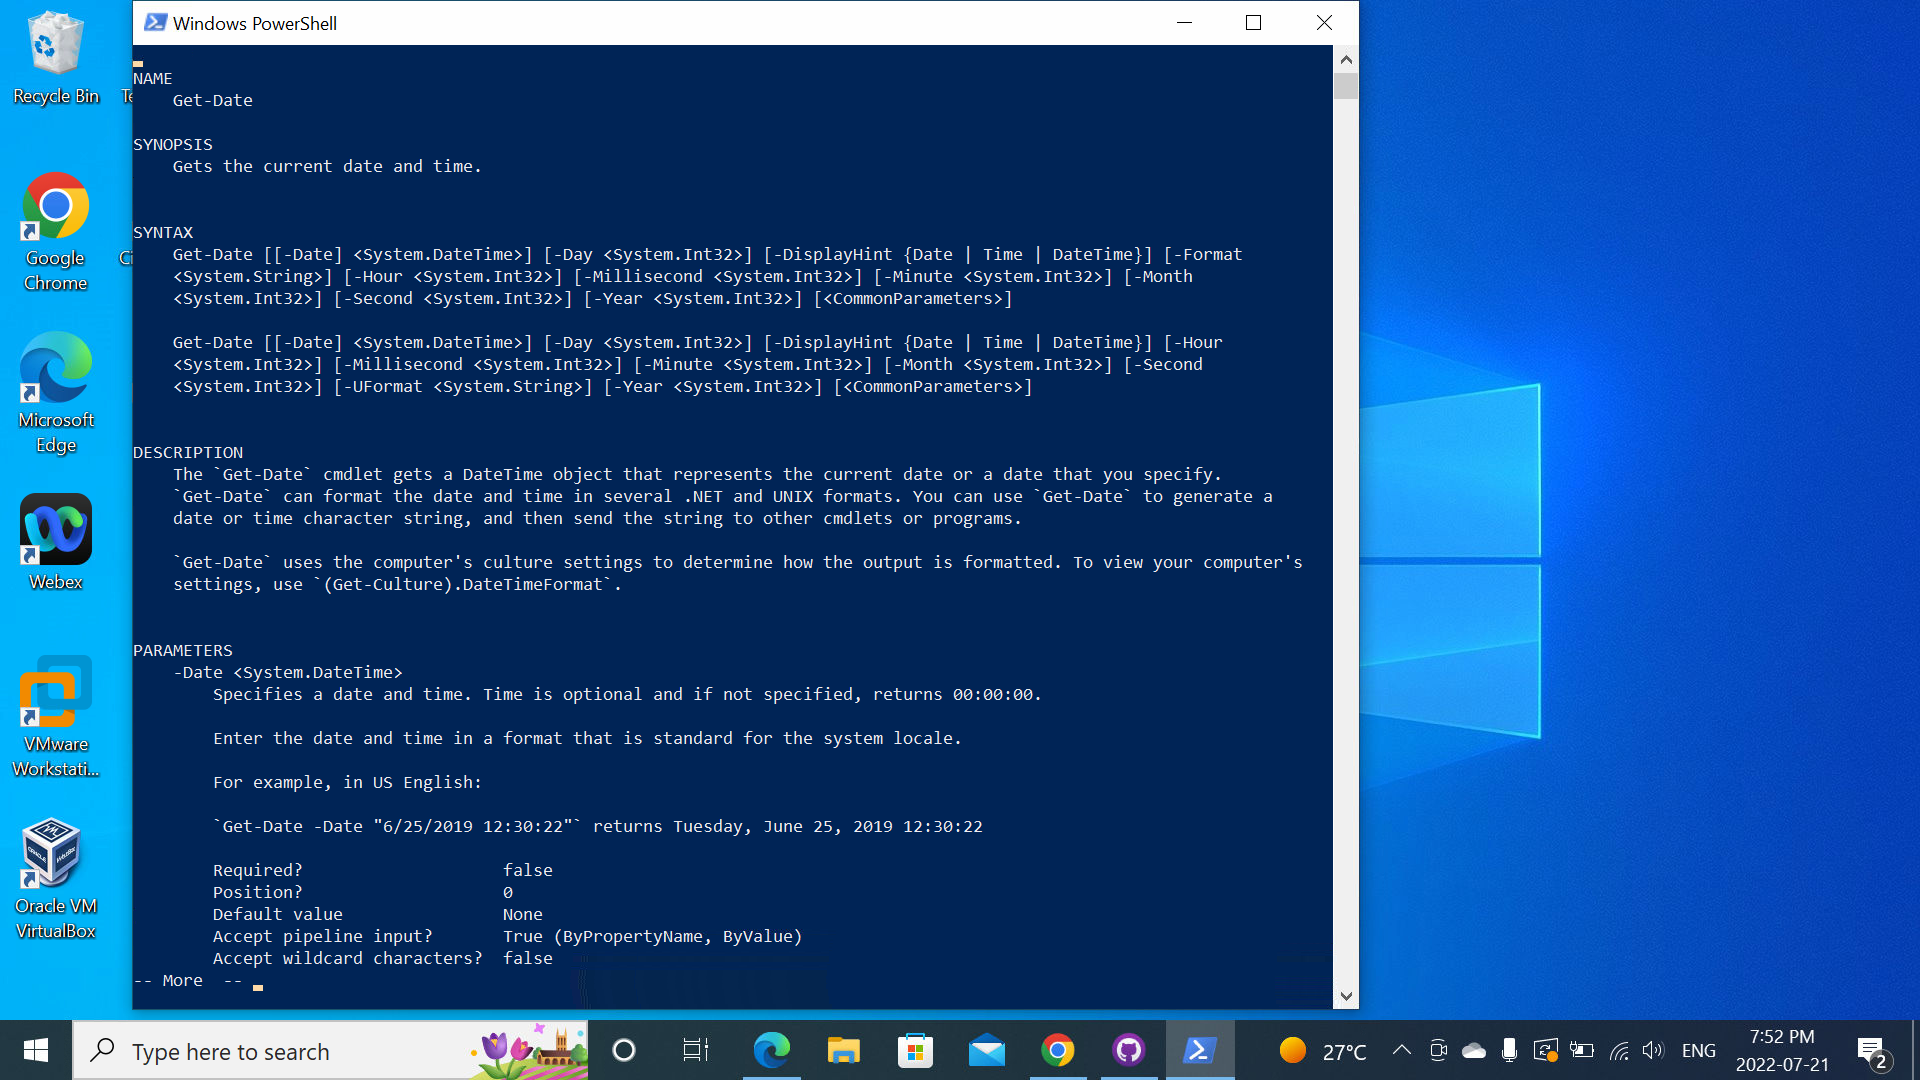 Windows PowerShell
NAME
Get-Date
SYNOPSIS
Gets the current date and time.
SYNTAX
Get-Date [[-Date] <System.DateTime>] [-Day <System.Int32>] [-DisplayHint {Date | Time | DateTime}] [-Format
<System.String>] [-Hour <System.Int32>] [-Millisecond <System.Int32>] [-Minute <System.Int32>] [-Month
<System.Int32>] [-Second <System.Int32>] [-Year <System.Int32>] [<CommonParameters>]
Get-Date [[-Date] <System.DateTime>] [-Day <System.Int32>] [-DisplayHint {Date | Time | DateTime}] [-Hour
<System.Int32>] [-Millisecond <System.Int32>] [-Minute <System.Int32>] [-Month <System.Int32>] [-Second
<System.Int32>] [-UFormat <System.String>] [-Year <System.Int32>] [<CommonParameters>]
DESCRIPTION
The `Get-Date` cmdlet gets a DateTime object that represents the current date or a date that you specify.
`Get-Date` can format the date and time in several .NET and UNIX formats. You can use `Get-Date` to generate a
date or time character string, and then send the string to other cmdlets or programs.
`Get-Date` uses the computer's culture settings to determine how the output is formatted. To view your computer's
settings, use `(Get-Culture).DateTimeFormat`.
PARAMETERS
-Date <System.DateTime>
Specifies a date and time. Time is optional and if not specified, returns 00:00:00.
Enter the date and time in a format that is standard for the system locale.
For example, in US English:
`Get-Date -Date "6/25/2019 12:30:22"` returns Tuesday, June 25, 2019 12:30:22
Required? false
Position? 0
Default value None
Accept pipeline input? True (ByPropertyName, ByValue)
Accept wildcard characters? false
-- More --
Recycle Bin
Google
Chrome
Microsoft
Edge
Webex
VMware
Workstati...
Oracle VM
VirtualBox
Type here to search
27°C
ENG
7:52 PM
2022-07-21
2